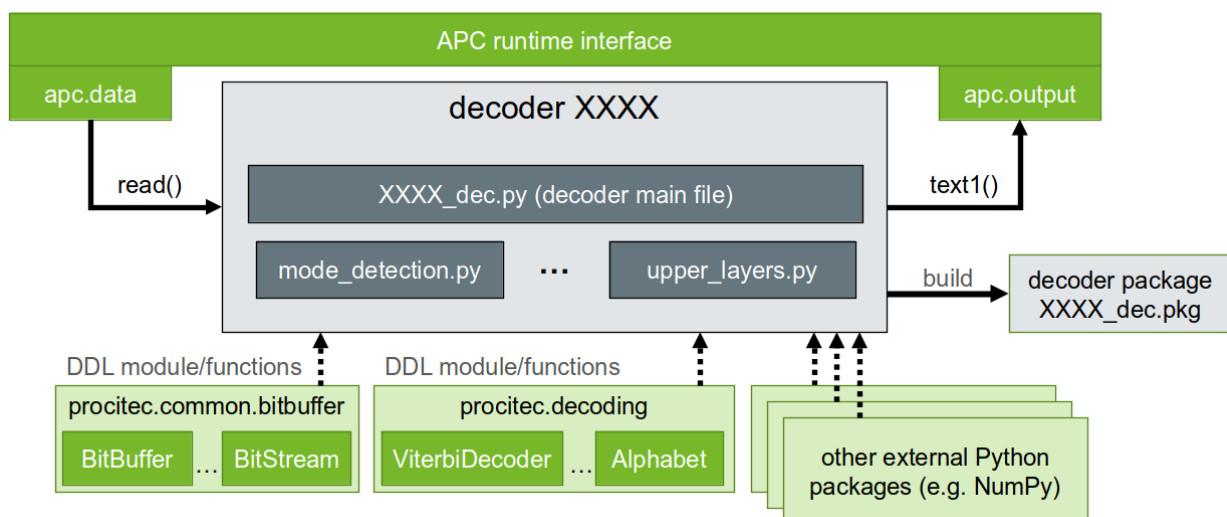 APC runtime interface
apc.data
apc.output
decoder XXXX
read()
text1()
XXXX_dec.py (decoder main file)
mode_detection.py
...
upper_layers.py
build
decoder package
XXXX_dec.pkg
DDL module/functions
DDL module/functions
procitec.common.bitbuffer
procitec.decoding
BitBuffer
...
BitStream
ViterbiDecoder
...
Alphabet
other external Python
packages (e.g. NumPy)